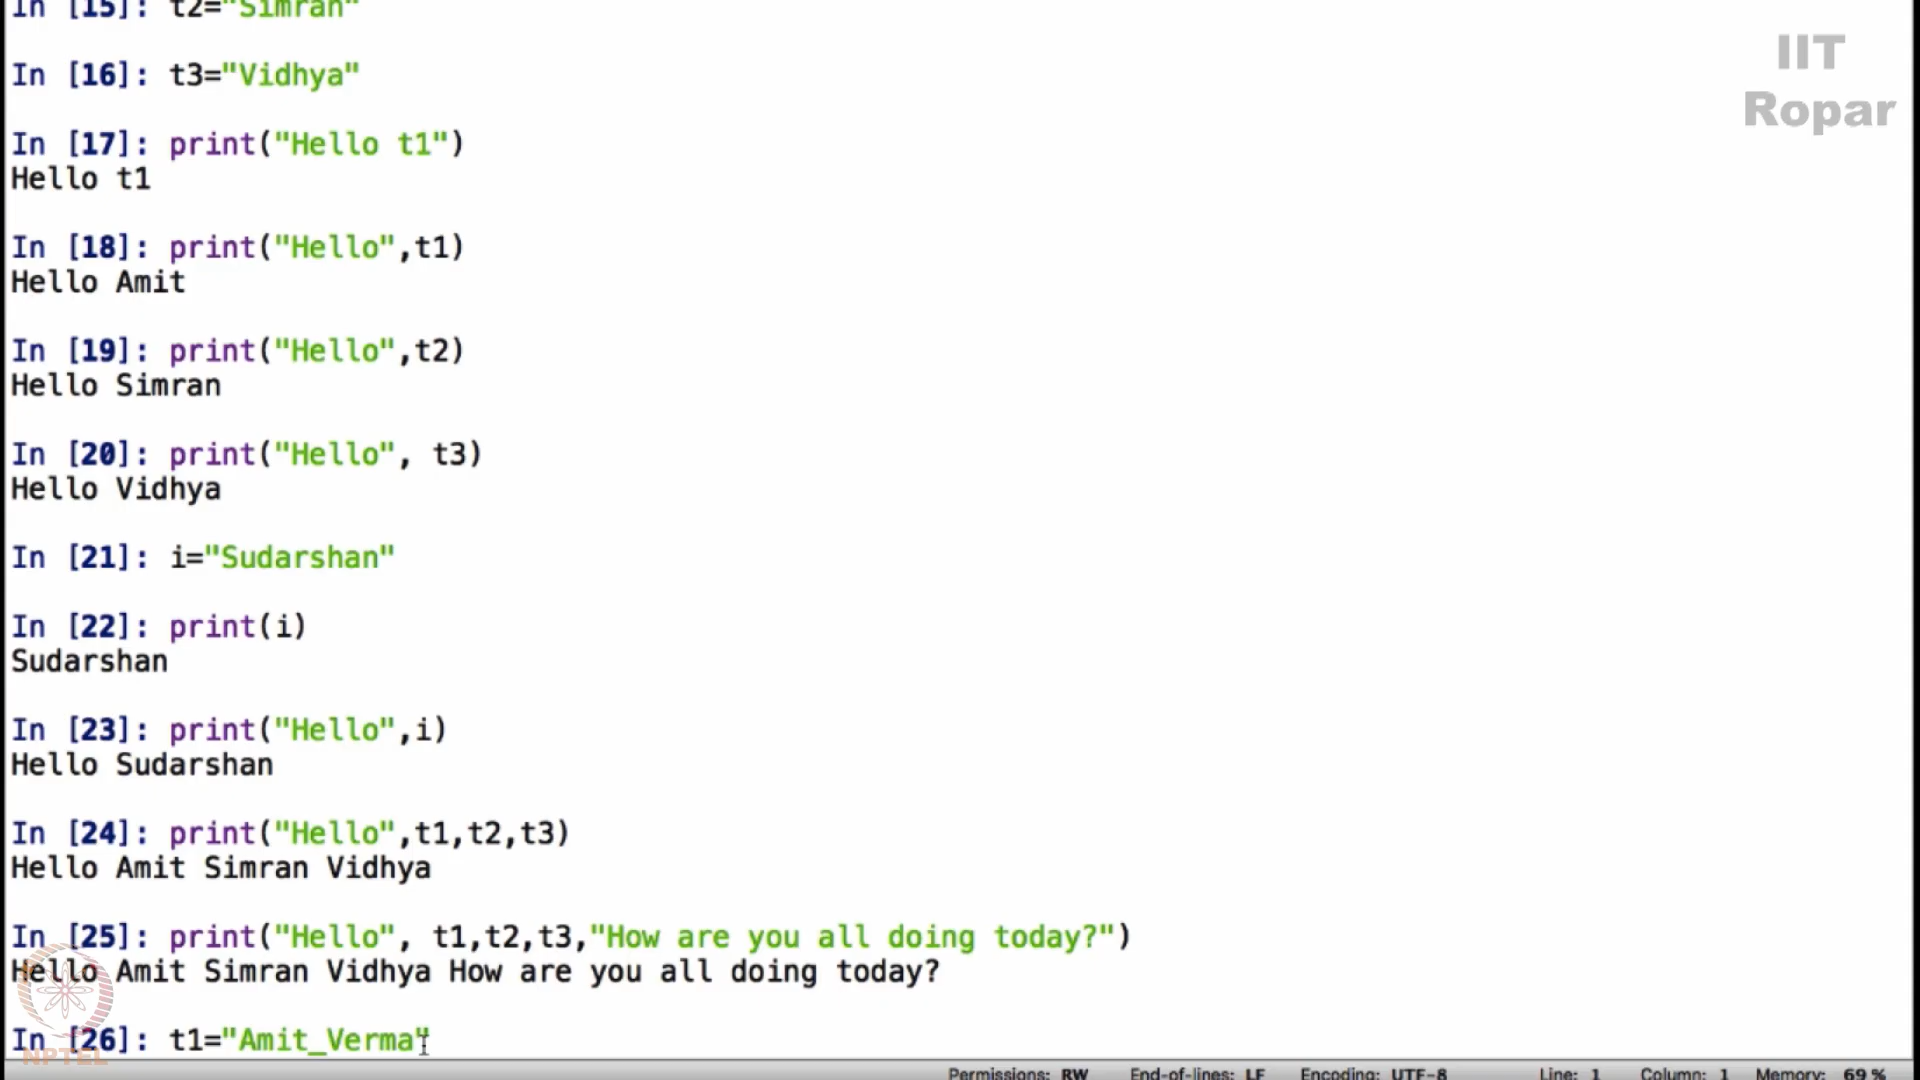 In [15]: t2="Simran"
In [16]: t3="Vidhya"
In [17]: print("Hello t1")
Hello t1
In [18]: print("Hello",t1)
Hello Amit
In [19]: print("Hello",t2)
Hello Simran
In [20]: print("Hello", t3)
Hello Vidhya
In [21]: i="Sudarshan"
In [22]: print(i)
Sudarshan
In [23]: print("Hello",i)
Hello Sudarshan
In [24]: print("Hello",t1,t2,t3)
Hello Amit Simran Vidhya
In [25]: print("Hello", t1,t2,t3,"How are you all doing today?")
Hello Amit Simran Vidhya How are you all doing today?
In [26]: t1="Amit_Verma"
IIT
Ropar
NPTEL
Permissions: RW End-of-lines: LF Encoding: UTF-8 Line: 1 Column: 1 Memory: 69 %